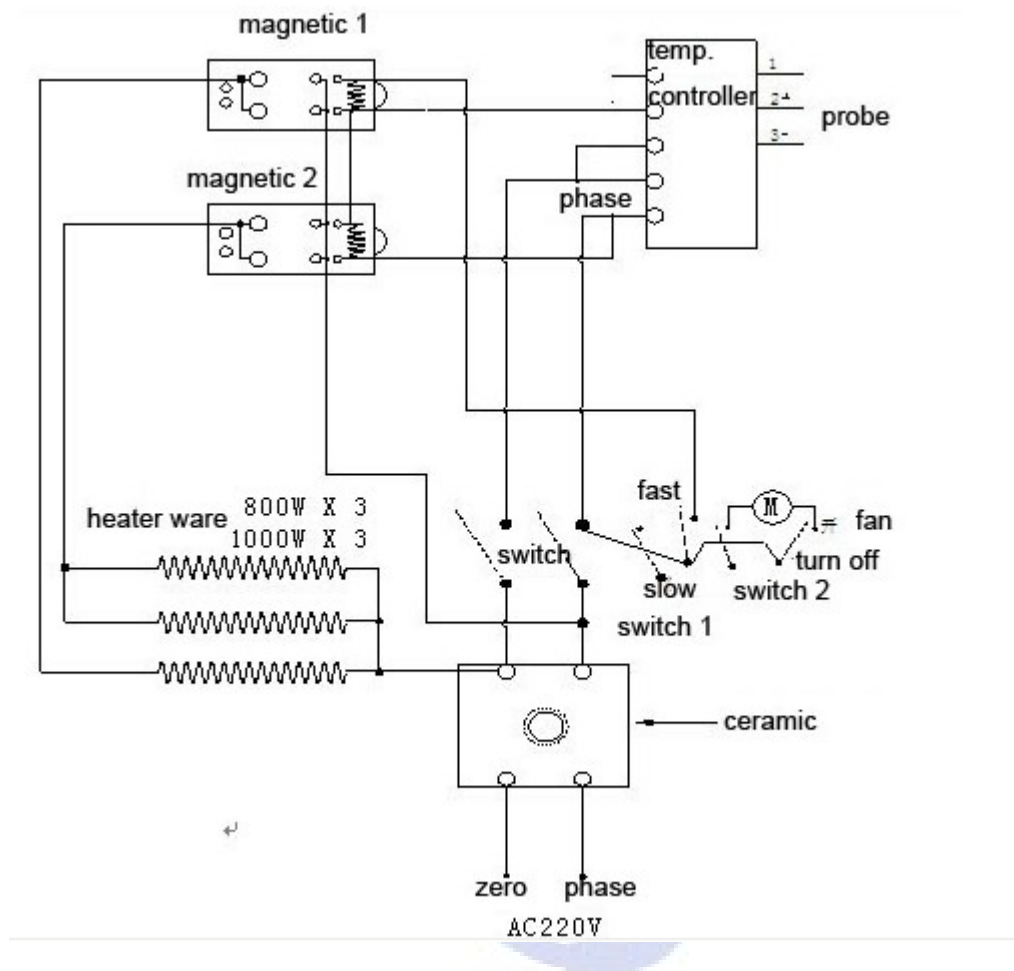 magnetic 1
temp.
controller
1
2+
3-
probe
magnetic 2
phase
heater ware
800W X 3
1000W X 3
switch
fast
slow
switch 1
M
fan
turn off
switch 2
ceramic
zero
phase
AC220V